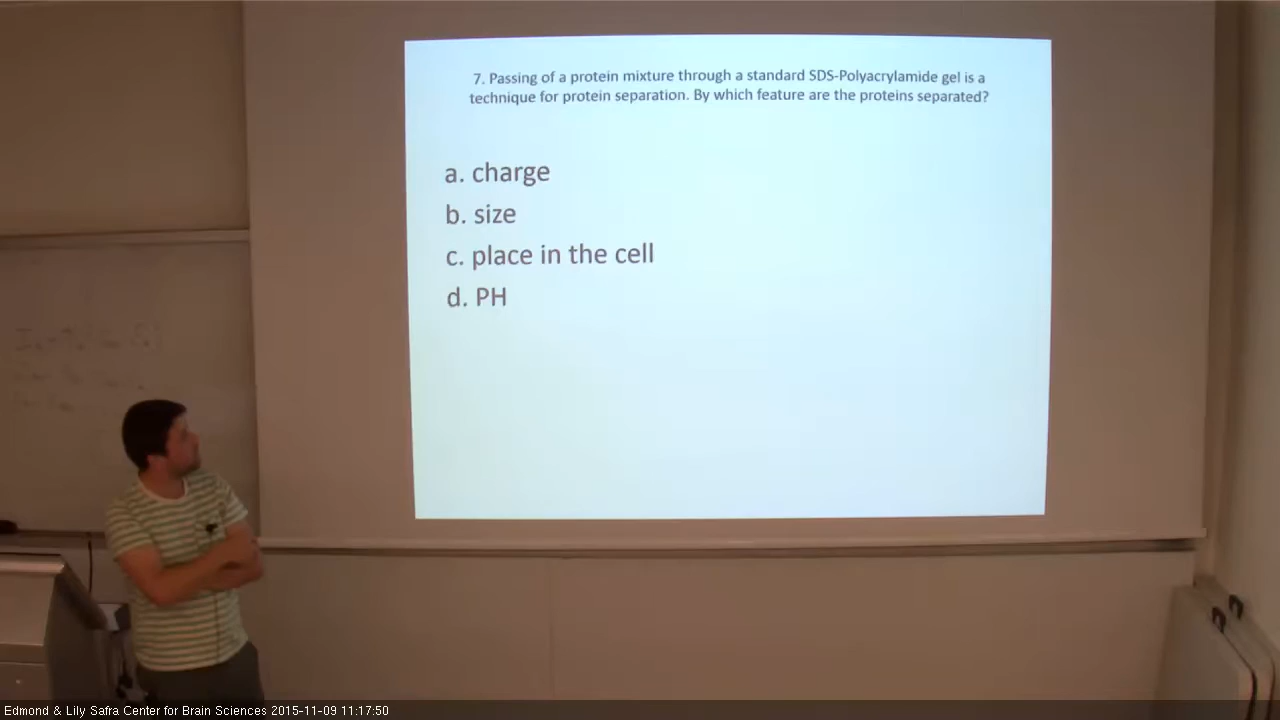 7. Passing of a protein mixture through a standard SDS-Polyacrylamide gel is a
technique for protein separation. By which feature are the proteins separated?
a. charge
b. size
c. place in the cell
d. PH
Edmond & Lily Safra Center for Brain Sciences 2015-11-09 11:17:50